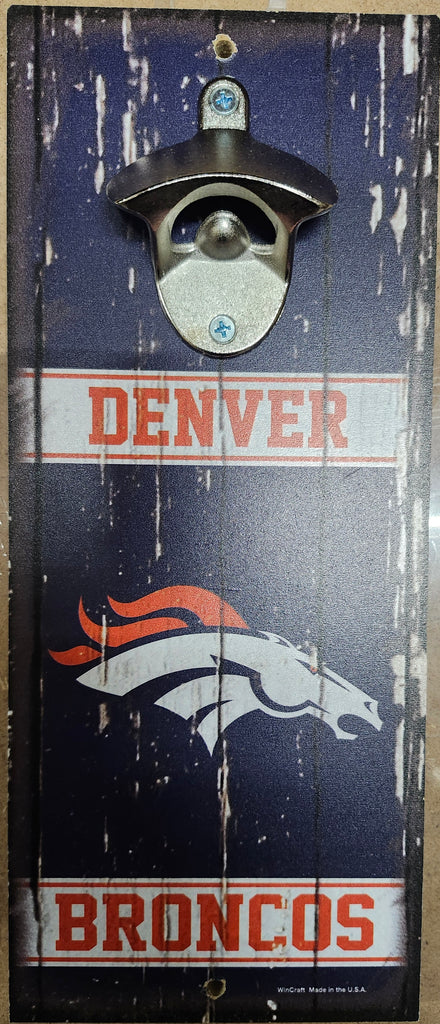 DENVER
BRONCOS
WinCraft Made in the U.S.A.